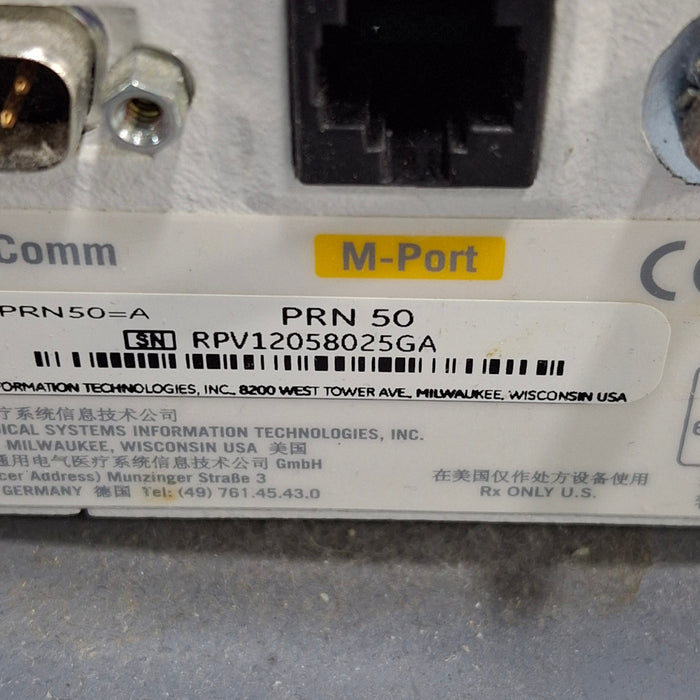 Comm
M-Port
PRN50=A
PRN 50
SN RPV12058025GA
ORMATION TECHNOLOGIES, INC., 8200 WEST TOWER AVE., MILWAUKEE, WISCONSIN USA
疗系统信息技术公司
ICAL SYSTEMS INFORMATION TECHNOLOGIES, INC.
MILWAUKEE, WISCONSIN USA 美国
通用电气医疗系统信息技术公司 GmbH
cer Address) Munzinger Straße 3
GERMANY 德国 Tel: (49) 761.45.43.0
在美国仅作处方设备使用
Rx ONLY U.S.